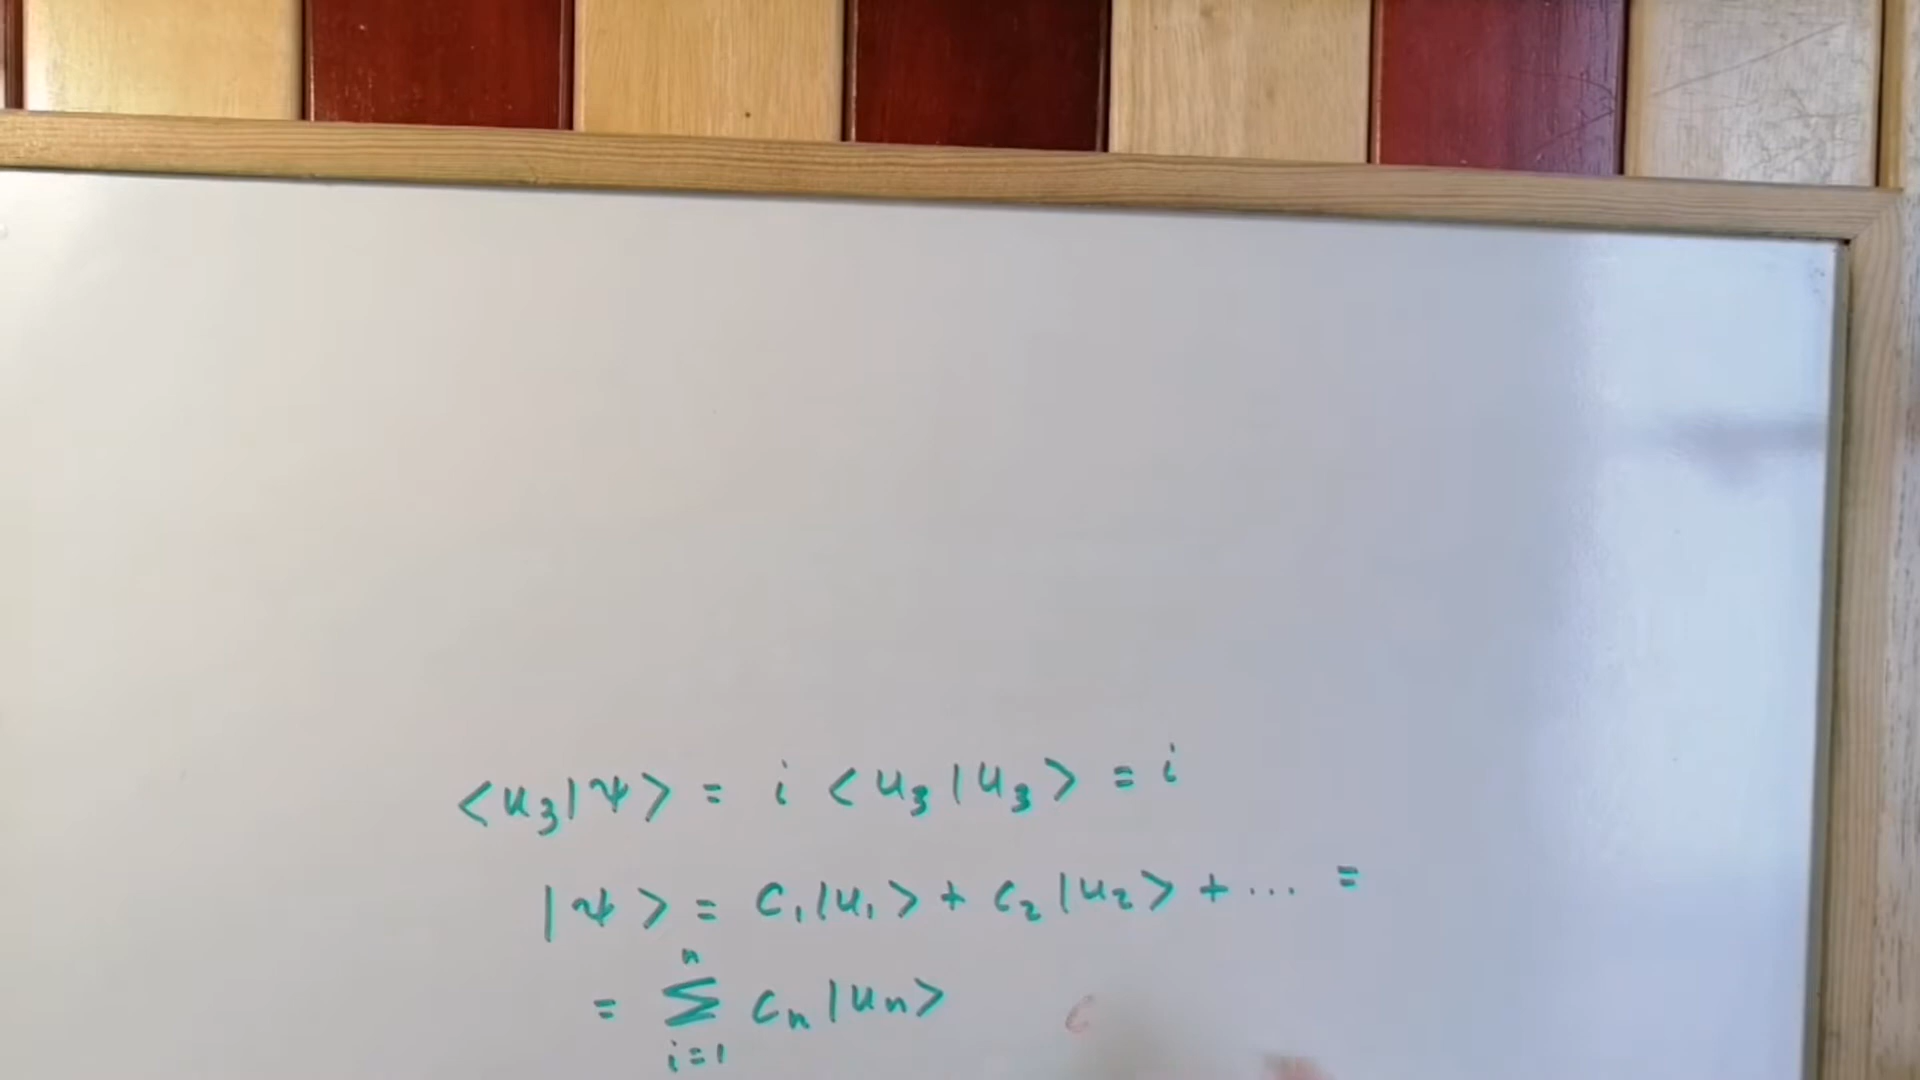 <u₃|ψ> = i <u₃|u₃> = i
|ψ> = c₁|u₁> + c₂|u₂> + ... =
= n Σ i=1 cₙ|uₙ> c